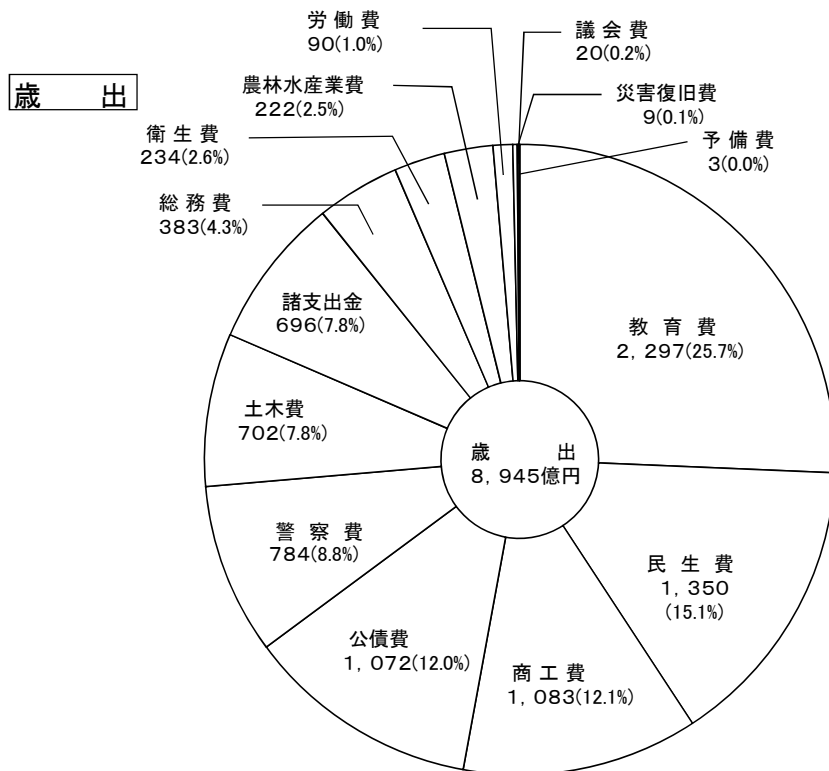 歳　　出
労 働 費
90(1.0%)
議 会 費
20(0.2%)
農林水産業費
222(2.5%)
災害復旧費
9(0.1%)
衛 生 費
234(2.6%)
予 備 費
3(0.0%)
総 務 費
383(4.3%)
諸支出金
696(7.8%)
教 育 費
2, 297(25.7%)
土木費
702(7.8%)
歳　　出
8, 945億円
警 察 費
784(8.8%)
民 生 費
1, 350
(15.1%)
公債費
1, 072(12.0%)
商 工 費
1, 083(12.1%)